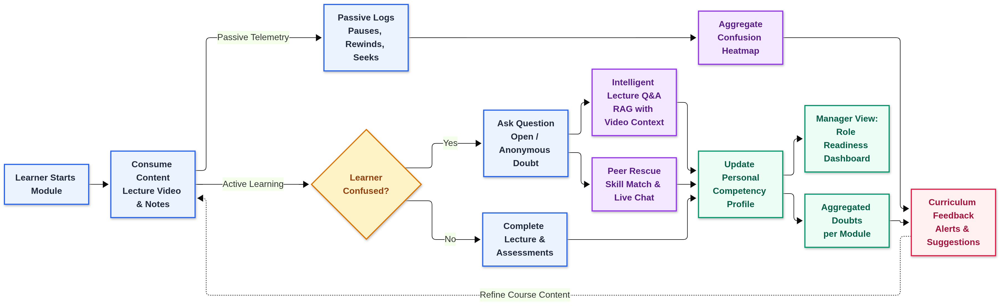 Passive Logs
Pauses,
Rewinds,
Seeks
Aggregate
Confusion
Heatmap
Passive Telemetry
Intelligent
Lecture Q&A
RAG with
Video Context
Manager View:
Role
Readiness
Dashboard
Ask Question
Open /
Anonymous
Doubt
Yes
Learner Starts
Module
Consume
Content
Lecture Video
& Notes
Active Learning
Learner
Confused?
Peer Rescue
Skill Match &
Live Chat
Update
Personal
Competency
Profile
Aggregated
Doubts
per Module
Curriculum
Feedback
Alerts &
Suggestions
No
Complete
Lecture &
Assessments
Refine Course Content